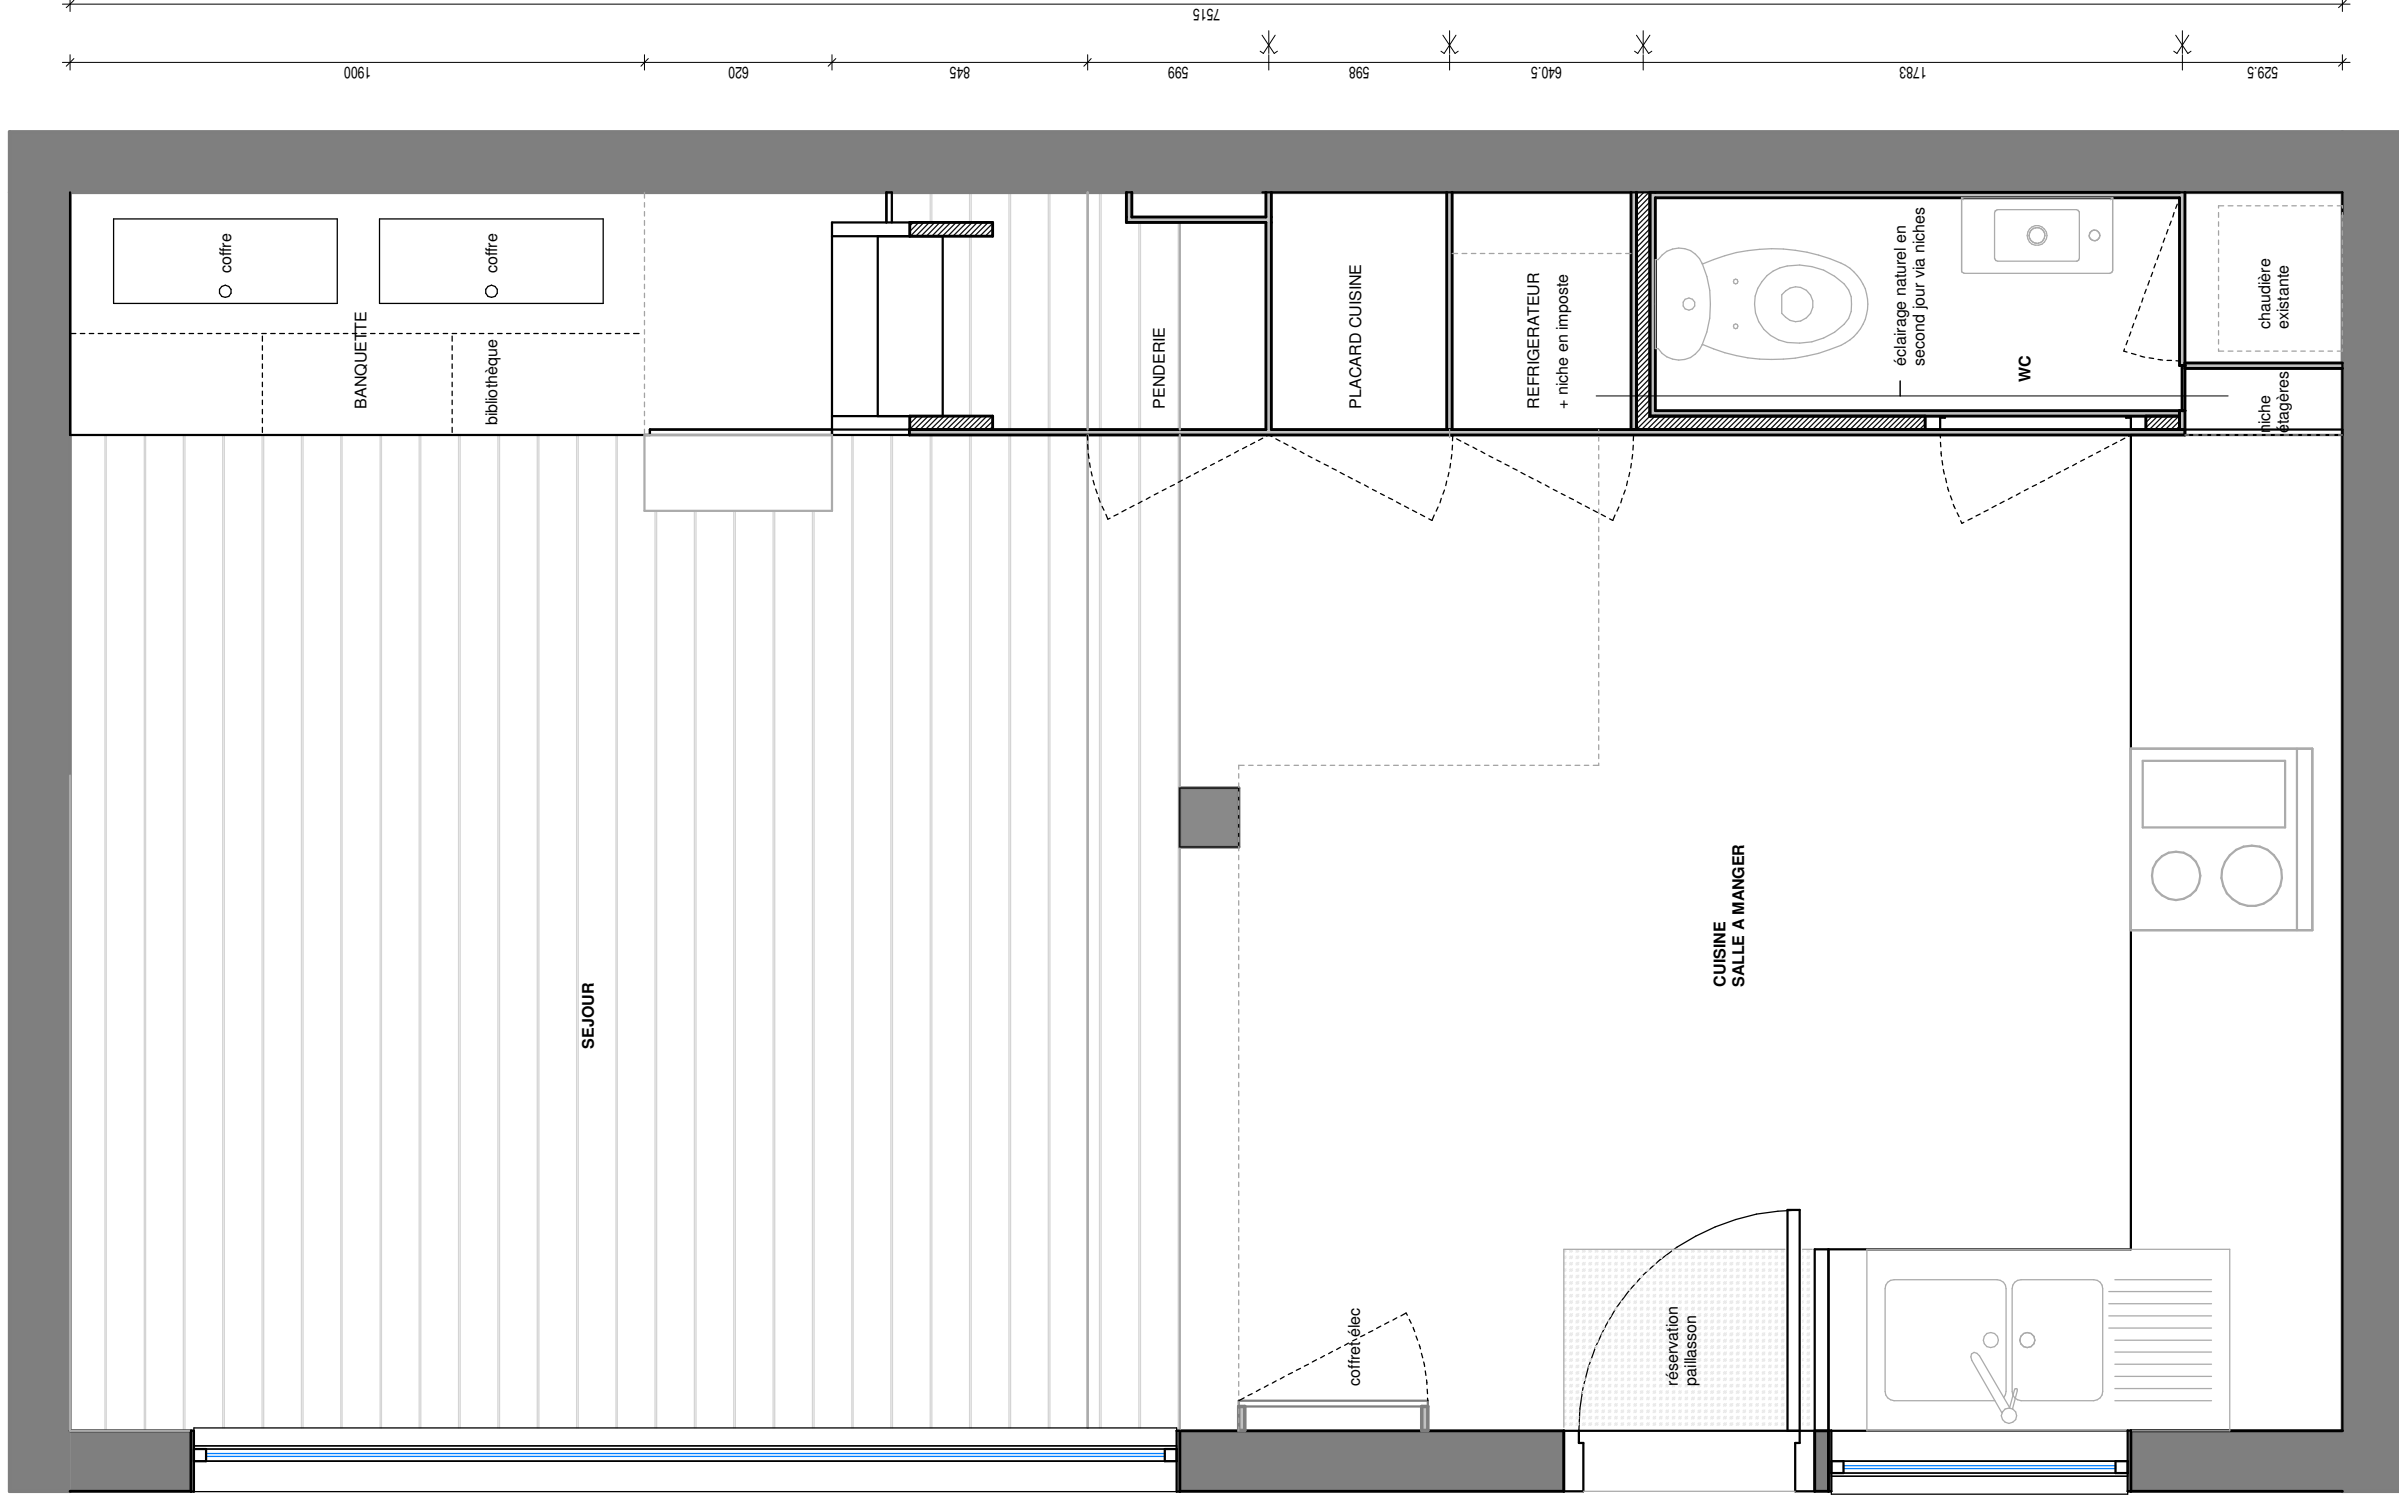 7515
1900
620
845
599
598
640.5
1783
529.5
coffre
coffre
BANQUETTE
bibliothèque
PENDERIE
PLACARD CUISINE
REFRIGERATEUR
+ niche en imposte
éclairage naturel en
second jour via niches
WC
chaudière
existante
niche
étagères
SEJOUR
CUISINE
SALLE A MANGER
coffret élec
réservation
paillasson